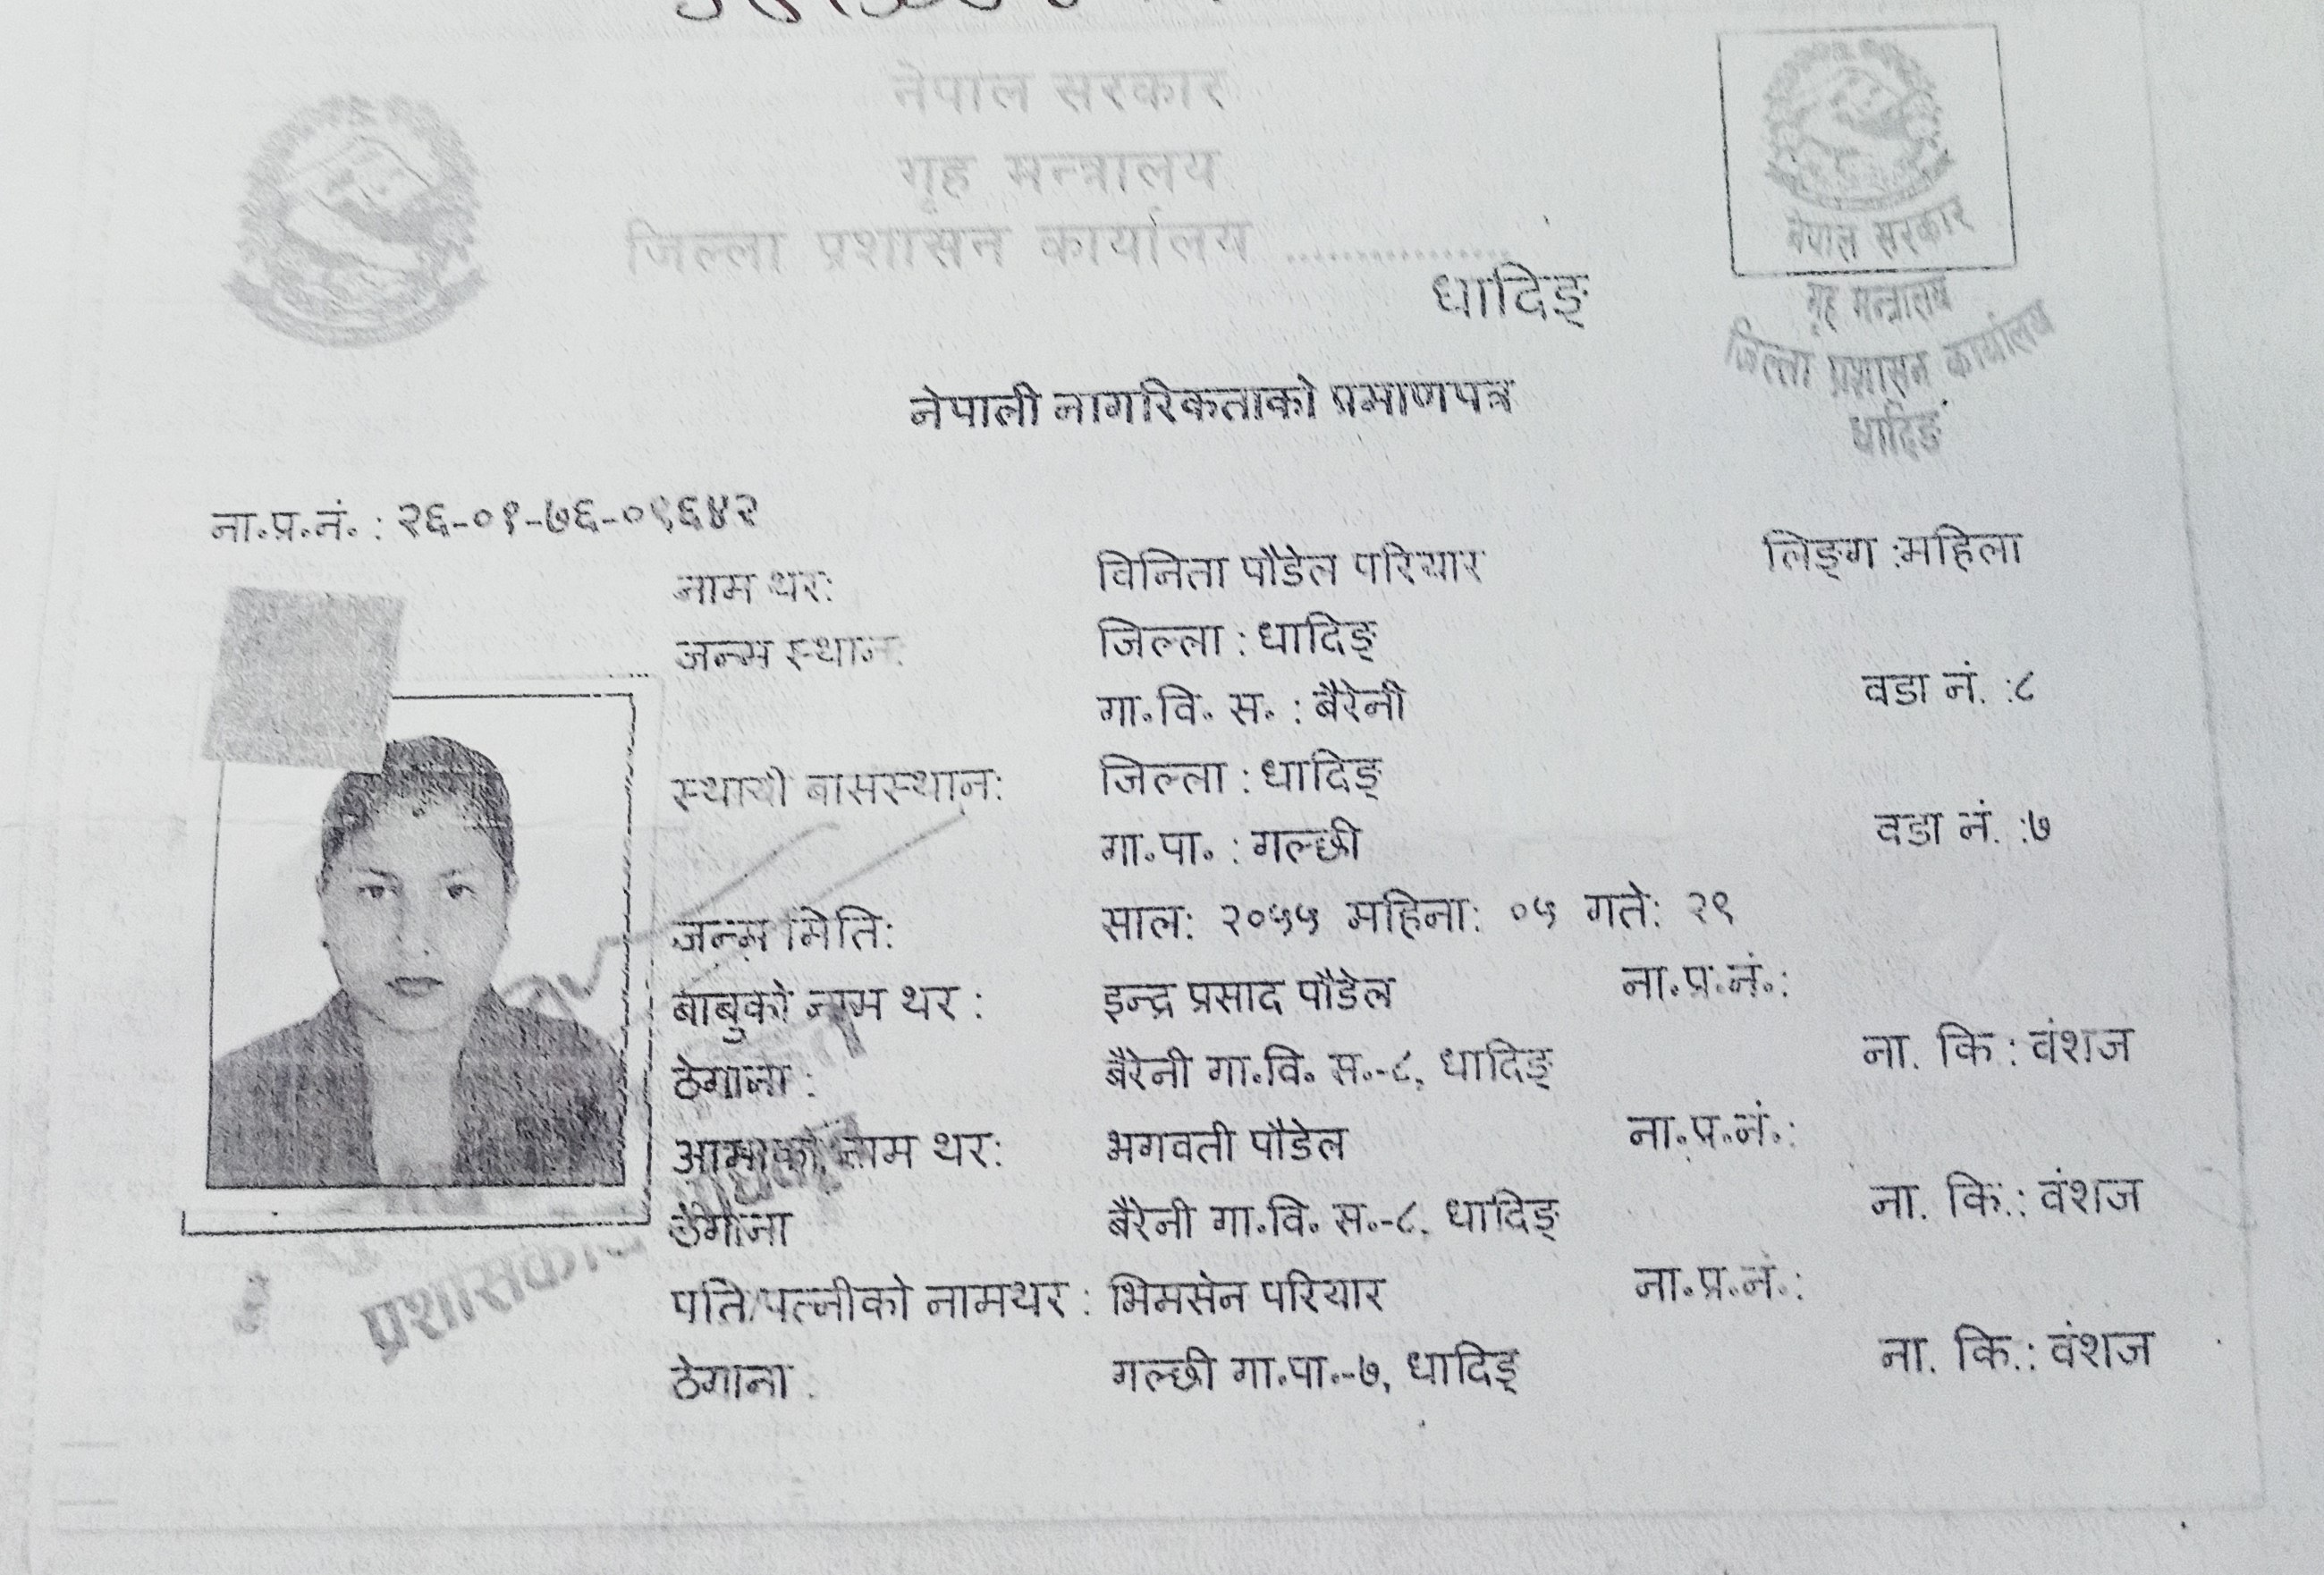 नेपाल सरकार
गृह मन्त्रालय
जिल्ला प्रशासन कार्यालय ................
धादिङ्
नेपाल सरकार
गृह मन्त्रालय
जिल्ला प्रशासन कार्यालय
धादिङ
नेपाली नागरिकताको प्रमाणपत्र
ना.प्र.नं. : २६-०१-७६-०९६४२
नाम थर: विनिता पौडेल परियार लिङ्ग :महिला
जन्म स्थान: जिल्ला : धादिङ्
गा.वि. स. : बैरेनी वडा नं. :८
स्थायी बासस्थान: जिल्ला : धादिङ्
गा.पा. : गल्छी वडा नं. :७
जन्म मिति: साल: २०५५ महिना: ०५ गते: २९
बाबुको नाम थर : इन्द्र प्रसाद पौडेल ना.प्र.नं.:
ठेगाना : बैरेनी गा.वि. स.-८, धादिङ् ना. कि : वंशज
आमाको नाम थर: भगवती पौडेल ना.प्र.नं.:
ठेगाना बैरेनी गा.वि. स.-८, धादिङ् ना. कि.: वंशज
पति/पत्नीको नामथर : भिमसेन परियार ना.प्र.नं.:
ठेगाना : गल्छी गा.पा.-७, धादिङ् ना. कि.: वंशज